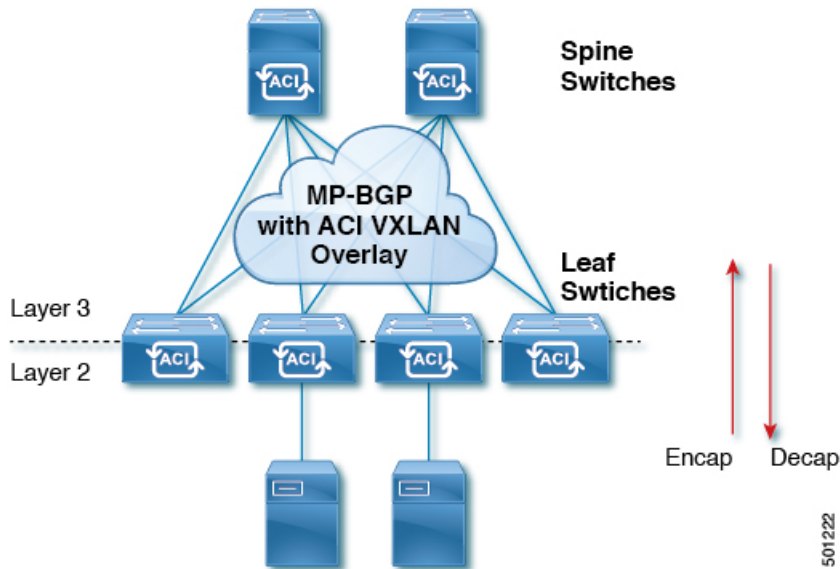 Spine
Switches
ACI
ACI
MP-BGP
with ACI VXLAN
Overlay
Leaf
Swtiches
Layer 3
Layer 2
ACI
ACI
ACI
ACI
Encap
Decap
501222